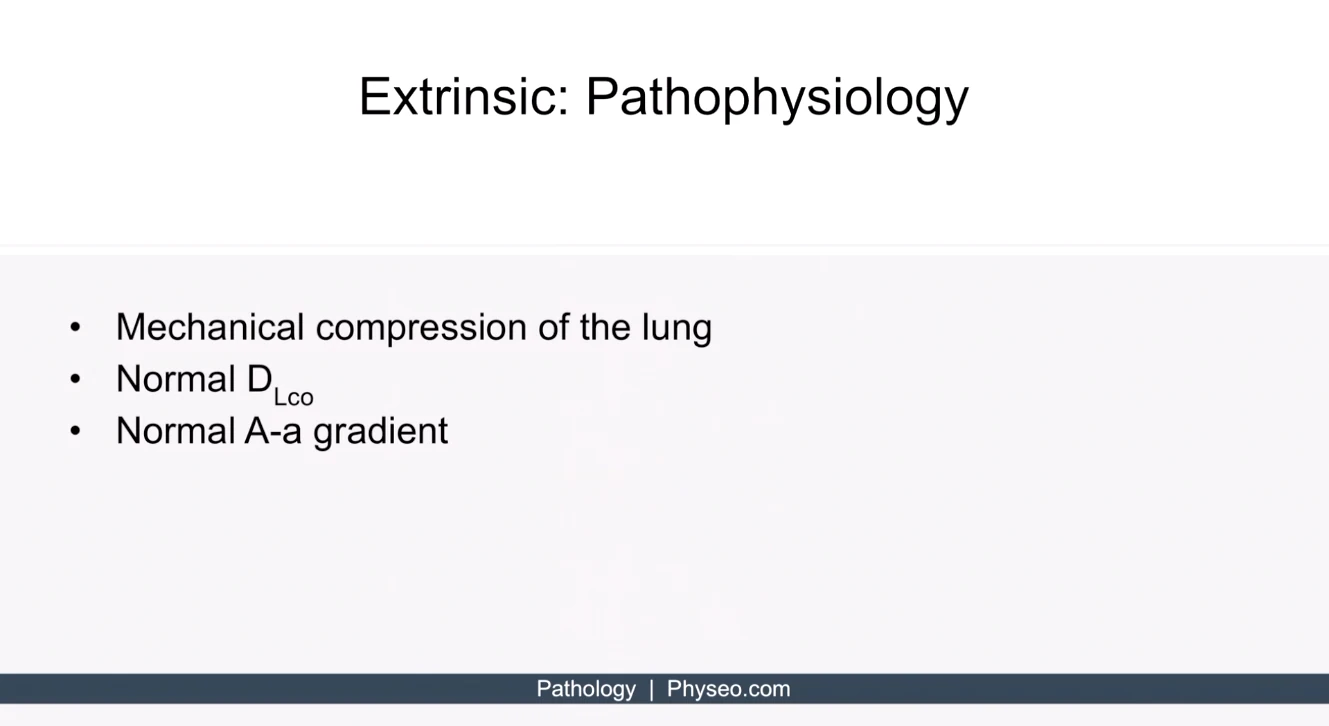 Extrinsic: Pathophysiology
• Mechanical compression of the lung
• Normal DLco
• Normal A-a gradient
Pathology | Physeo.com